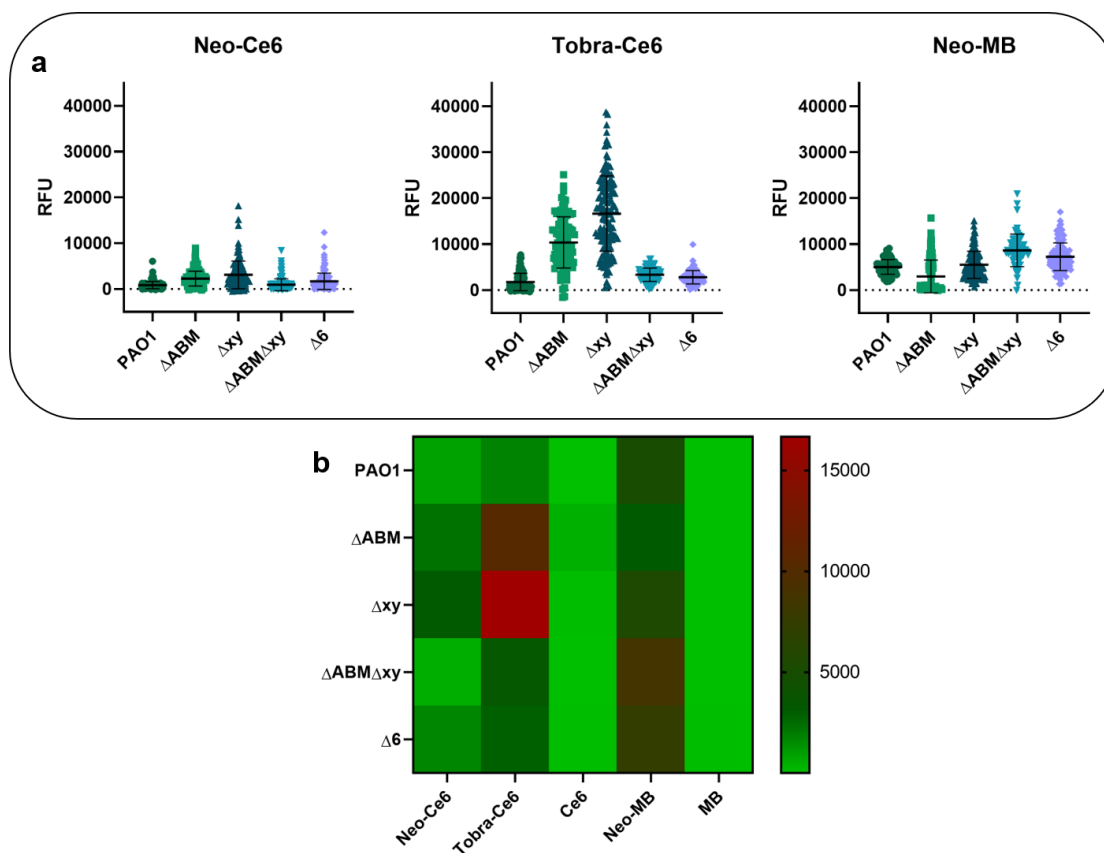 a
Neo-Ce6
Tobra-Ce6
Neo-MB
RFU
40000
30000
20000
10000
0
PAO1
ΔABM
Δxy
ΔABMΔxy
Δ6
RFU
40000
30000
20000
10000
0
PAO1
ΔABM
Δxy
ΔABMΔxy
Δ6
RFU
40000
30000
20000
10000
0
PAO1
ΔABM
Δxy
ΔABMΔxy
Δ6
b
PAO1
ΔABM
Δxy
ΔABMΔxy
Δ6
Neo-Ce6
Tobra-Ce6
Ce6
Neo-MB
MB
15000
10000
5000